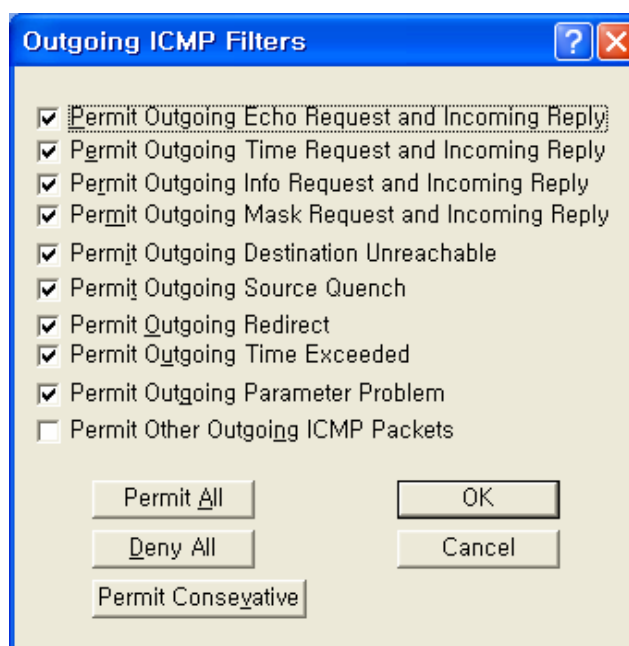 Outgoing ICMP Filters
Permit Outgoing Echo Request and Incoming Reply
Permit Outgoing Time Request and Incoming Reply
Permit Outgoing Info Request and Incoming Reply
Permit Outgoing Mask Request and Incoming Reply
Permit Outgoing Destination Unreachable
Permit Outgoing Source Quench
Permit Outgoing Redirect
Permit Outgoing Time Exceeded
Permit Outgoing Parameter Problem
Permit Other Outgoing ICMP Packets
Permit All
OK
Deny All
Cancel
Permit Consevative